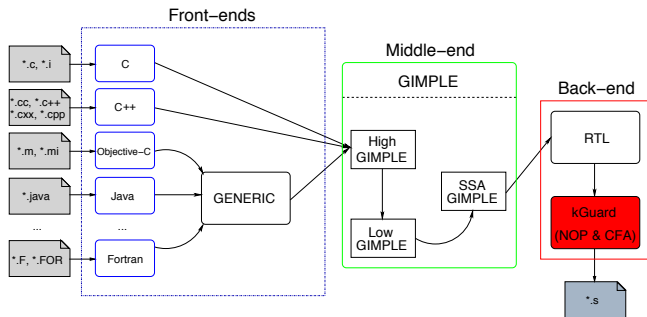 Front-ends
Middle-end
Back-end
*.c, *.i
C
*.cc, *.c++
*.cxx, *.cpp
C++
*.m, *.mi
Objective-C
*.java
Java
...
...
*.F, *.FOR
Fortran
GENERIC
GIMPLE
High
GIMPLE
Low
GIMPLE
SSA
GIMPLE
RTL
kGuard
(NOP & CFA)
*.s